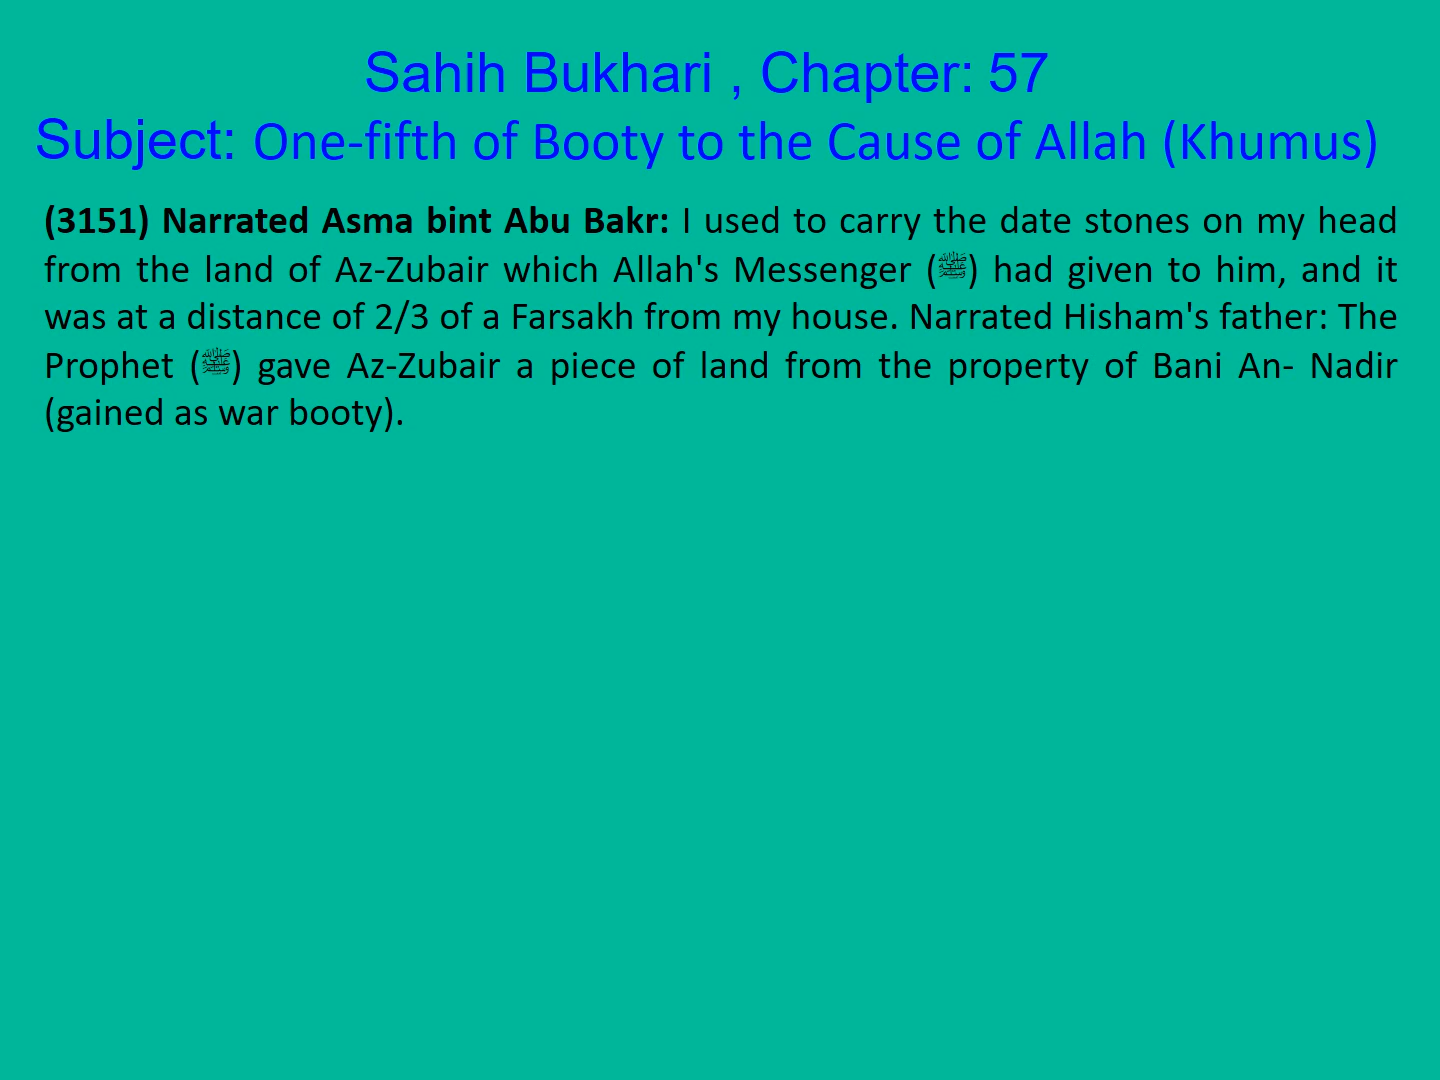 Sahih Bukhari , Chapter: 57
Subject: One-fifth of Booty to the Cause of Allah (Khumus)
(3151) Narrated Asma bint Abu Bakr: I used to carry the date stones on my head
from the land of Az-Zubair which Allah's Messenger (ﷺ) had given to him, and it
was at a distance of 2/3 of a Farsakh from my house. Narrated Hisham's father: The
Prophet (ﷺ) gave Az-Zubair a piece of land from the property of Bani An- Nadir
(gained as war booty).